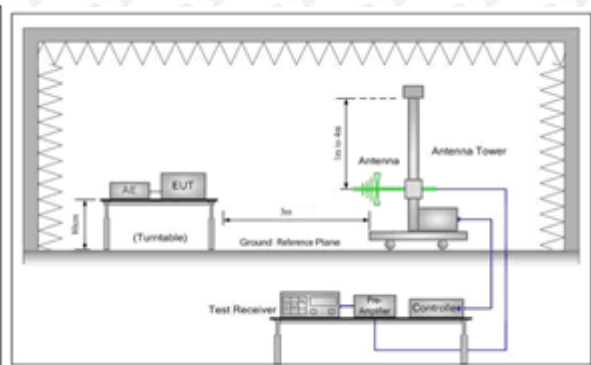 1m to 4m
Antenna
Antenna Tower
AE
EUT
80cm
3m
(Turntable)
Ground Reference Plane
Test Receiver
Pre-
Amplifier
Controller